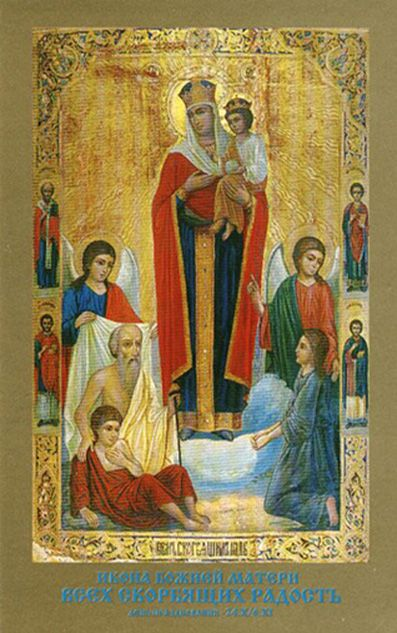 ИКОНА БОЖИЕЙ МАТЕРИ
ВСЕХ СКОРБЯЩИХ РАДОСТЬ
ДЕНЬ ПРАЗДНОВАНИЯ 24.X/6.XI